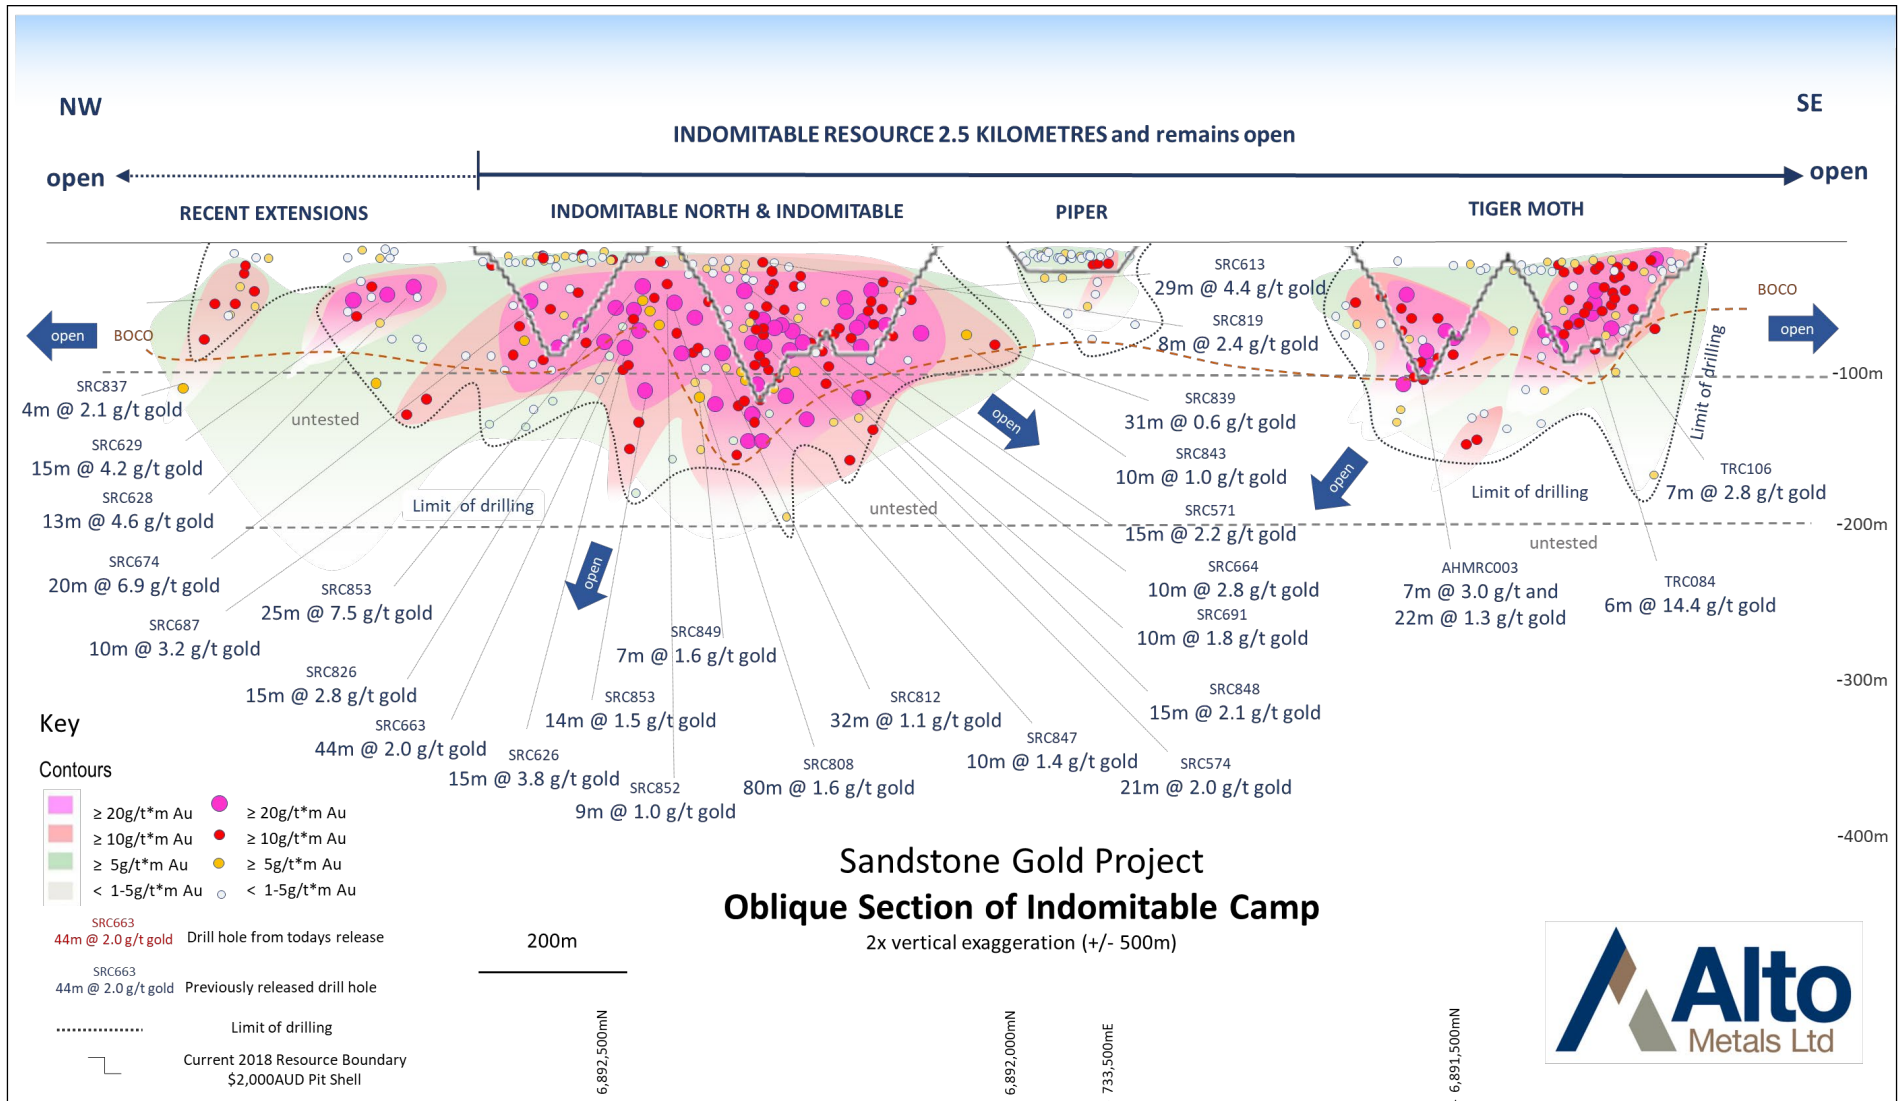 NW
SE
INDOMITABLE RESOURCE 2.5 KILOMETRES and remains open
open
open
RECENT EXTENSIONS
INDOMITABLE NORTH & INDOMITABLE
PIPER
TIGER MOTH
open
BOCO
BOCO
open
SRC613
29m @ 4.4 g/t gold
SRC819
8m @ 2.4 g/t gold
-100m
SRC837
4m @ 2.1 g/t gold
untested
SRC839
31m @ 0.6 g/t gold
open
Limit of drilling
SRC629
15m @ 4.2 g/t gold
SRC843
10m @ 1.0 g/t gold
open
TRC106
7m @ 2.8 g/t gold
SRC628
13m @ 4.6 g/t gold
Limit of drilling
untested
SRC571
15m @ 2.2 g/t gold
Limit of drilling
-200m
untested
SRC674
20m @ 6.9 g/t gold
open
SRC664
10m @ 2.8 g/t gold
AHMRC003
7m @ 3.0 g/t and
22m @ 1.3 g/t gold
TRC084
6m @ 14.4 g/t gold
SRC853
25m @ 7.5 g/t gold
SRC687
10m @ 3.2 g/t gold
SRC849
7m @ 1.6 g/t gold
SRC691
10m @ 1.8 g/t gold
SRC826
15m @ 2.8 g/t gold
-300m
SRC853
14m @ 1.5 g/t gold
SRC812
32m @ 1.1 g/t gold
SRC848
15m @ 2.1 g/t gold
SRC663
44m @ 2.0 g/t gold
SRC626
15m @ 3.8 g/t gold
SRC847
10m @ 1.4 g/t gold
SRC852
9m @ 1.0 g/t gold
SRC808
80m @ 1.6 g/t gold
SRC574
21m @ 2.0 g/t gold
-400m
Key
Contours
≥ 20g/t*m Au
≥ 20g/t*m Au
≥ 10g/t*m Au
≥ 10g/t*m Au
≥ 5g/t*m Au
≥ 5g/t*m Au
< 1-5g/t*m Au
< 1-5g/t*m Au
SRC663
44m @ 2.0 g/t gold
Drill hole from todays release
SRC663
44m @ 2.0 g/t gold
Previously released drill hole
Limit of drilling
Current 2018 Resource Boundary
$2,000AUD Pit Shell
Sandstone Gold Project
Oblique Section of Indomitable Camp
2x vertical exaggeration (+/- 500m)
200m
6,892,500mN
6,892,000mN
733,500mE
6,891,500mN
Alto
Metals Ltd